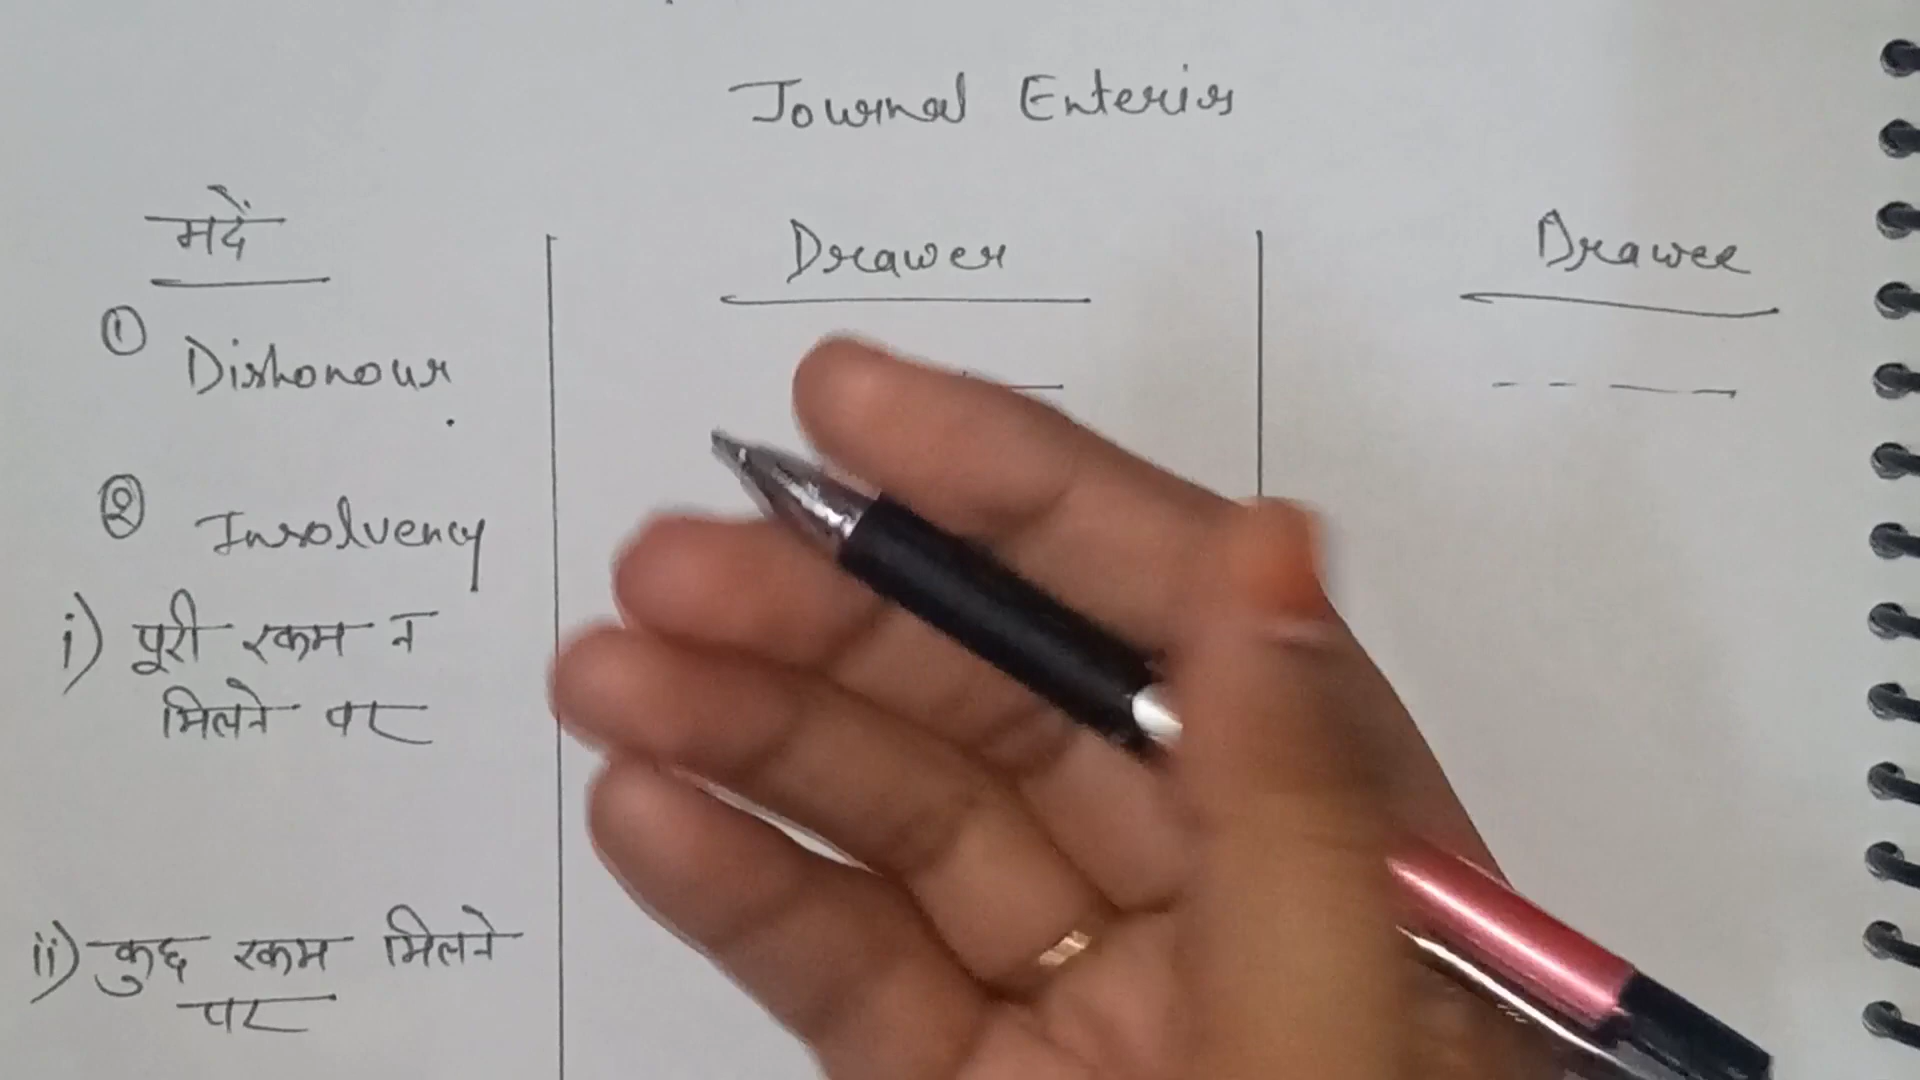 Journal Enteries
मदें
Drawer
Drawee
① Dishonour
② Insolvency
i) पूरी रकम न
मिलने पर
ii) कुछ रकम मिलने
पर